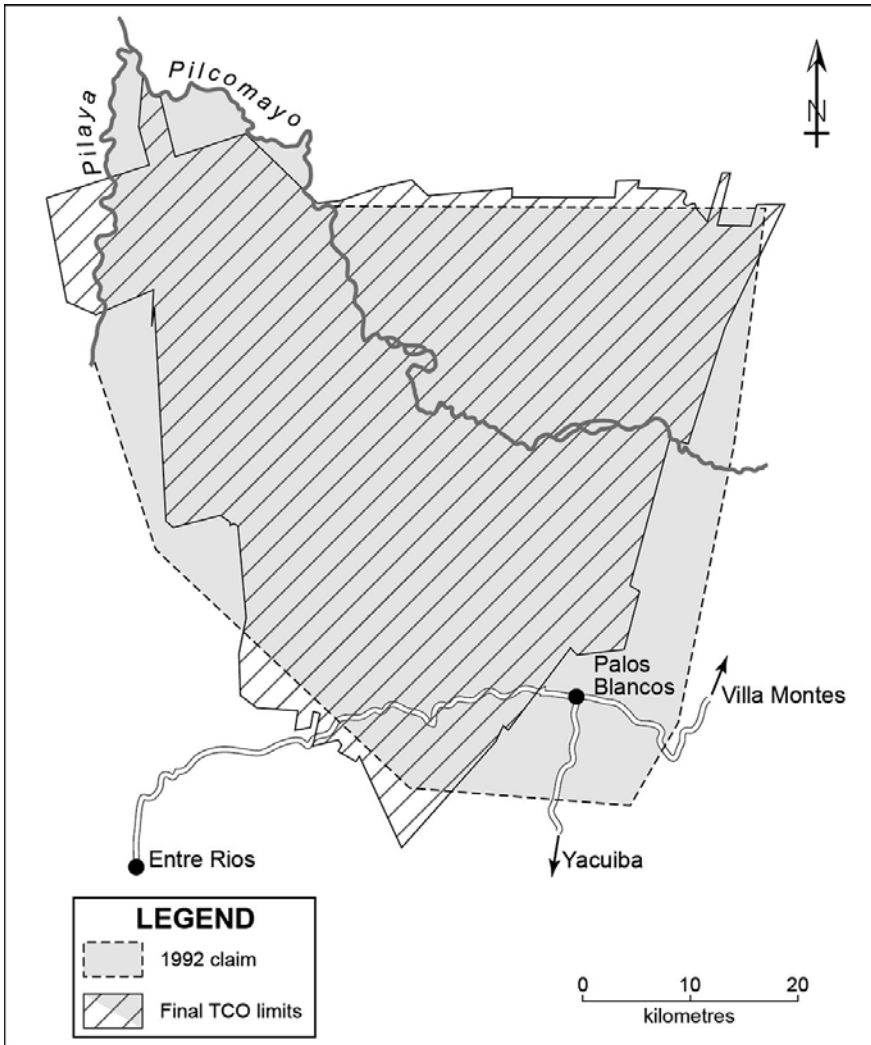 Pilcomayo
Pilaya
N
Palos
Blancos
Villa Montes
Entre Rios
Yacuiba
LEGEND
1992 claim
Final TCO limits
0 10 20
kilometres